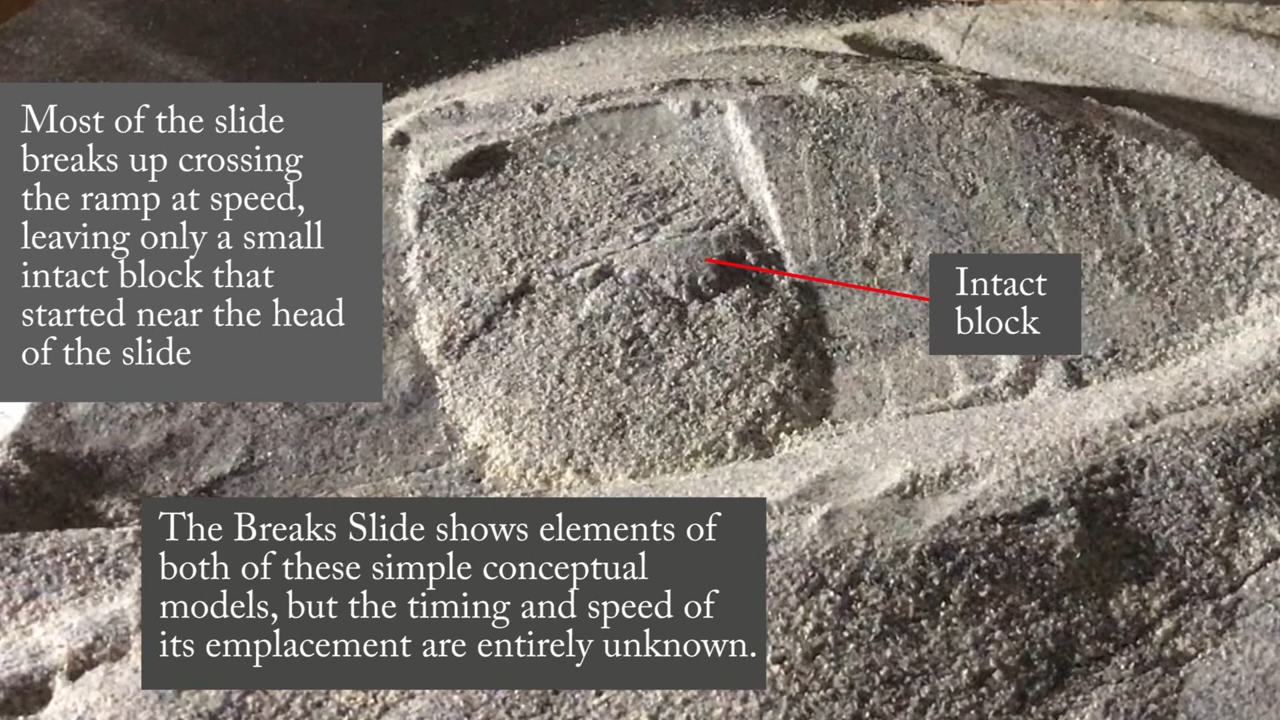 Most of the slide
breaks up crossing
the ramp at speed,
leaving only a small
intact block that
started near the head
of the slide
Intact
block
The Breaks Slide shows elements of
both of these simple conceptual
models, but the timing and speed of
its emplacement are entirely unknown.